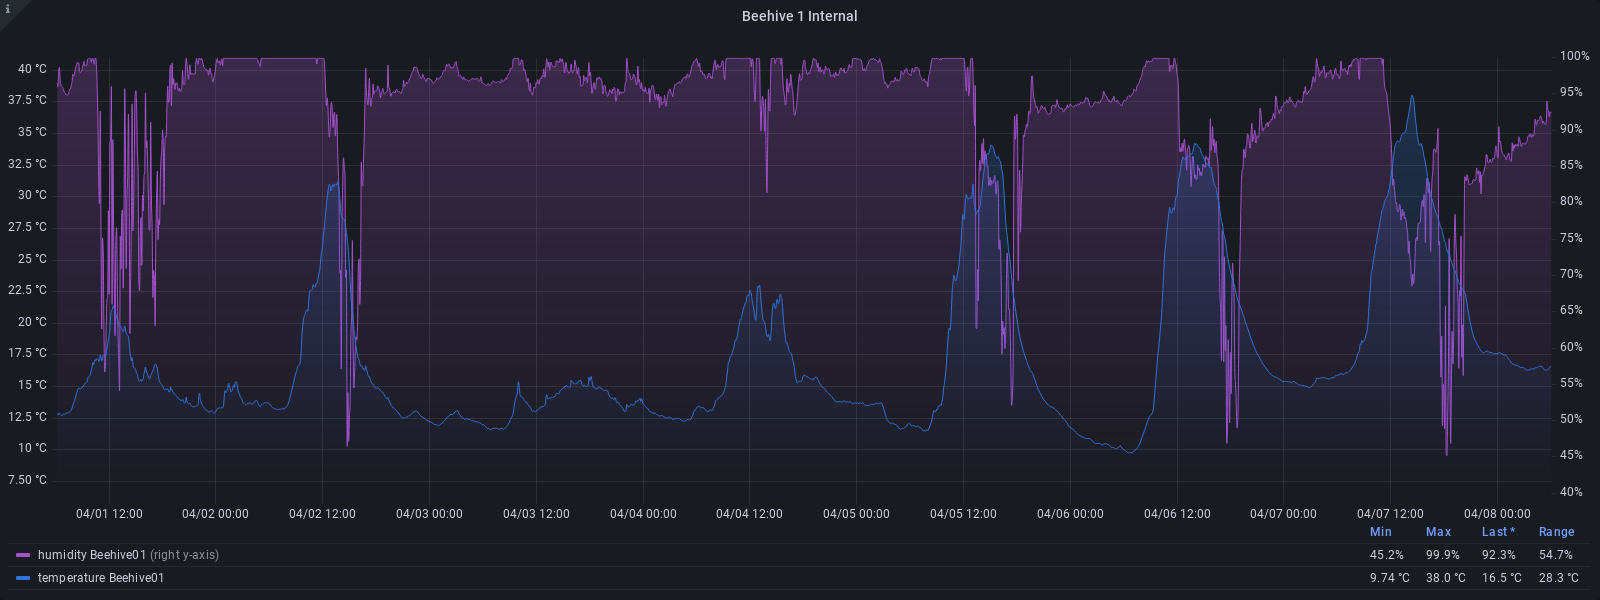 i
Beehive 1 Internal
40 °C
37.5 °C
35 °C
32.5 °C
30 °C
27.5 °C
25 °C
22.5 °C
20 °C
17.5 °C
15 °C
12.5 °C
10 °C
7.50 °C
100%
95%
90%
85%
80%
75%
70%
65%
60%
55%
50%
45%
40%
04/01 12:00 04/02 00:00 04/02 12:00 04/03 00:00 04/03 12:00 04/04 00:00 04/04 12:00 04/05 00:00 04/05 12:00 04/06 00:00 04/06 12:00 04/07 00:00 04/07 12:00 04/08 00:00
Min Max Last * Range
humidity Beehive01 (right y-axis) 45.2% 99.9% 92.3% 54.7%
temperature Beehive01 9.74 °C 38.0 °C 16.5 °C 28.3 °C